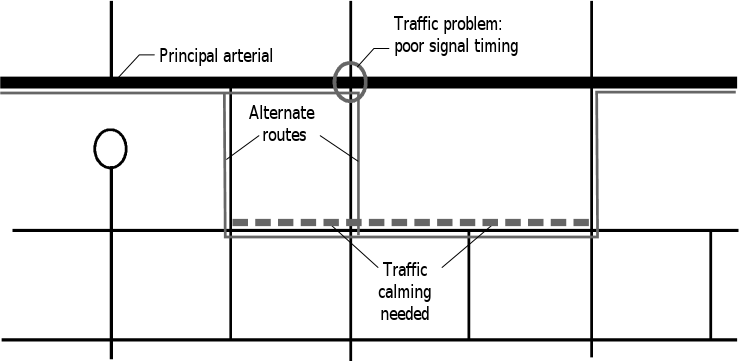 Traffic problem:
poor signal timing
Principal arterial
Alternate
routes
Traffic
calming
needed